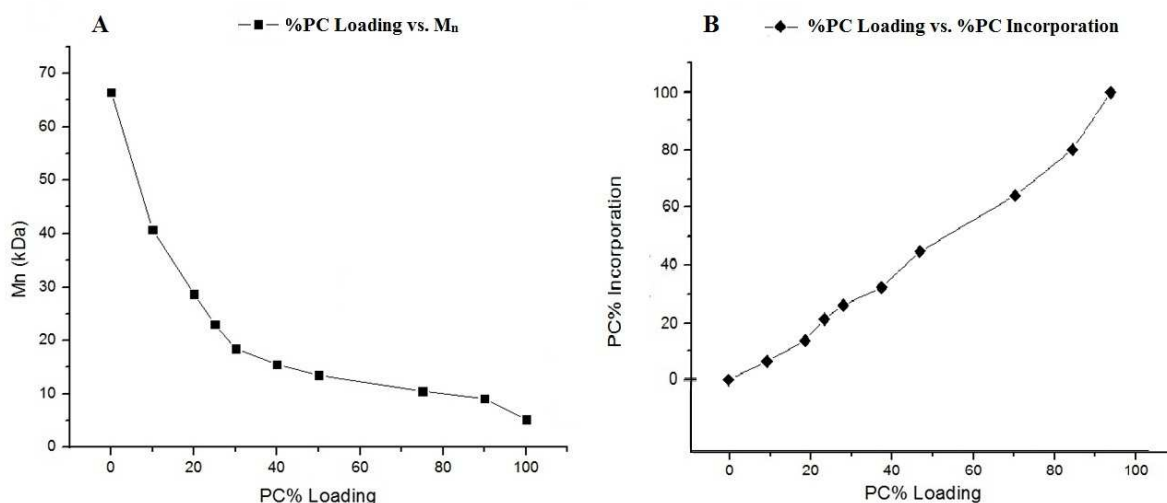 A
%PC Loading vs. Mn
70
60
50
40
30
20
10
0
Mn (kDa)
0 20 40 60 80 100
PC% Loading
B
%PC Loading vs. %PC Incorporation
100
80
60
40
20
0
PC% Incorporation
0 20 40 60 80 100
PC% Loading